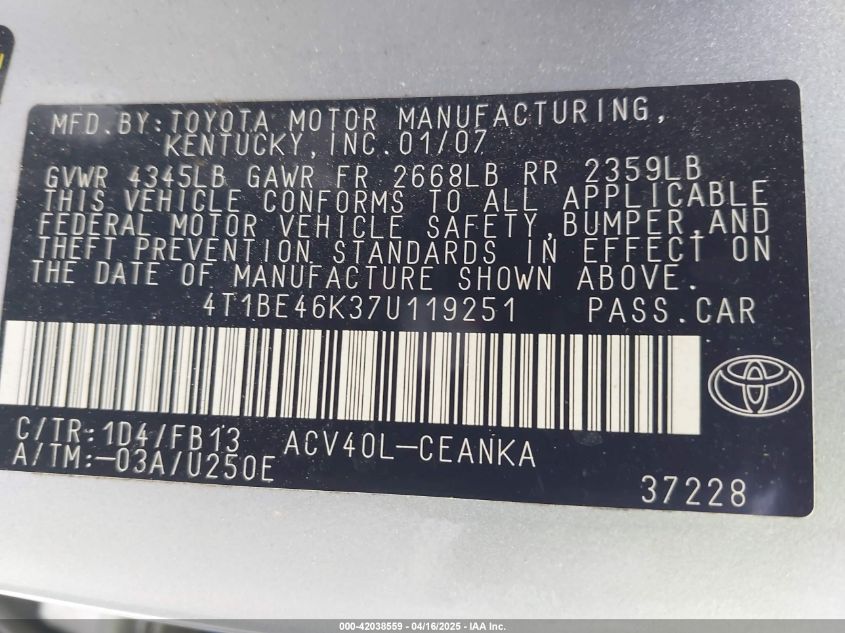 MFD.BY:TOYOTA MOTOR MANUFACTURING,
KENTUCKY, INC. 01/07
GVWR 4345LB GAWR FR 2668LB RR 2359LB
THIS VEHICLE CONFORMS TO ALL APPLICABLE
FEDERAL MOTOR VEHICLE SAFETY,BUMPER,AND
THEFT PREVENTION STANDARDS IN EFFECT ON
THE DATE OF MANUFACTURE SHOWN ABOVE.
4T1BE46K37U119251 PASS.CAR
C/TR:1D4/FB13 ACV40L-CEANKA
A/TM:-03A/U250E
37228
000-42038559 - 04/16/2025 - IAA Inc.